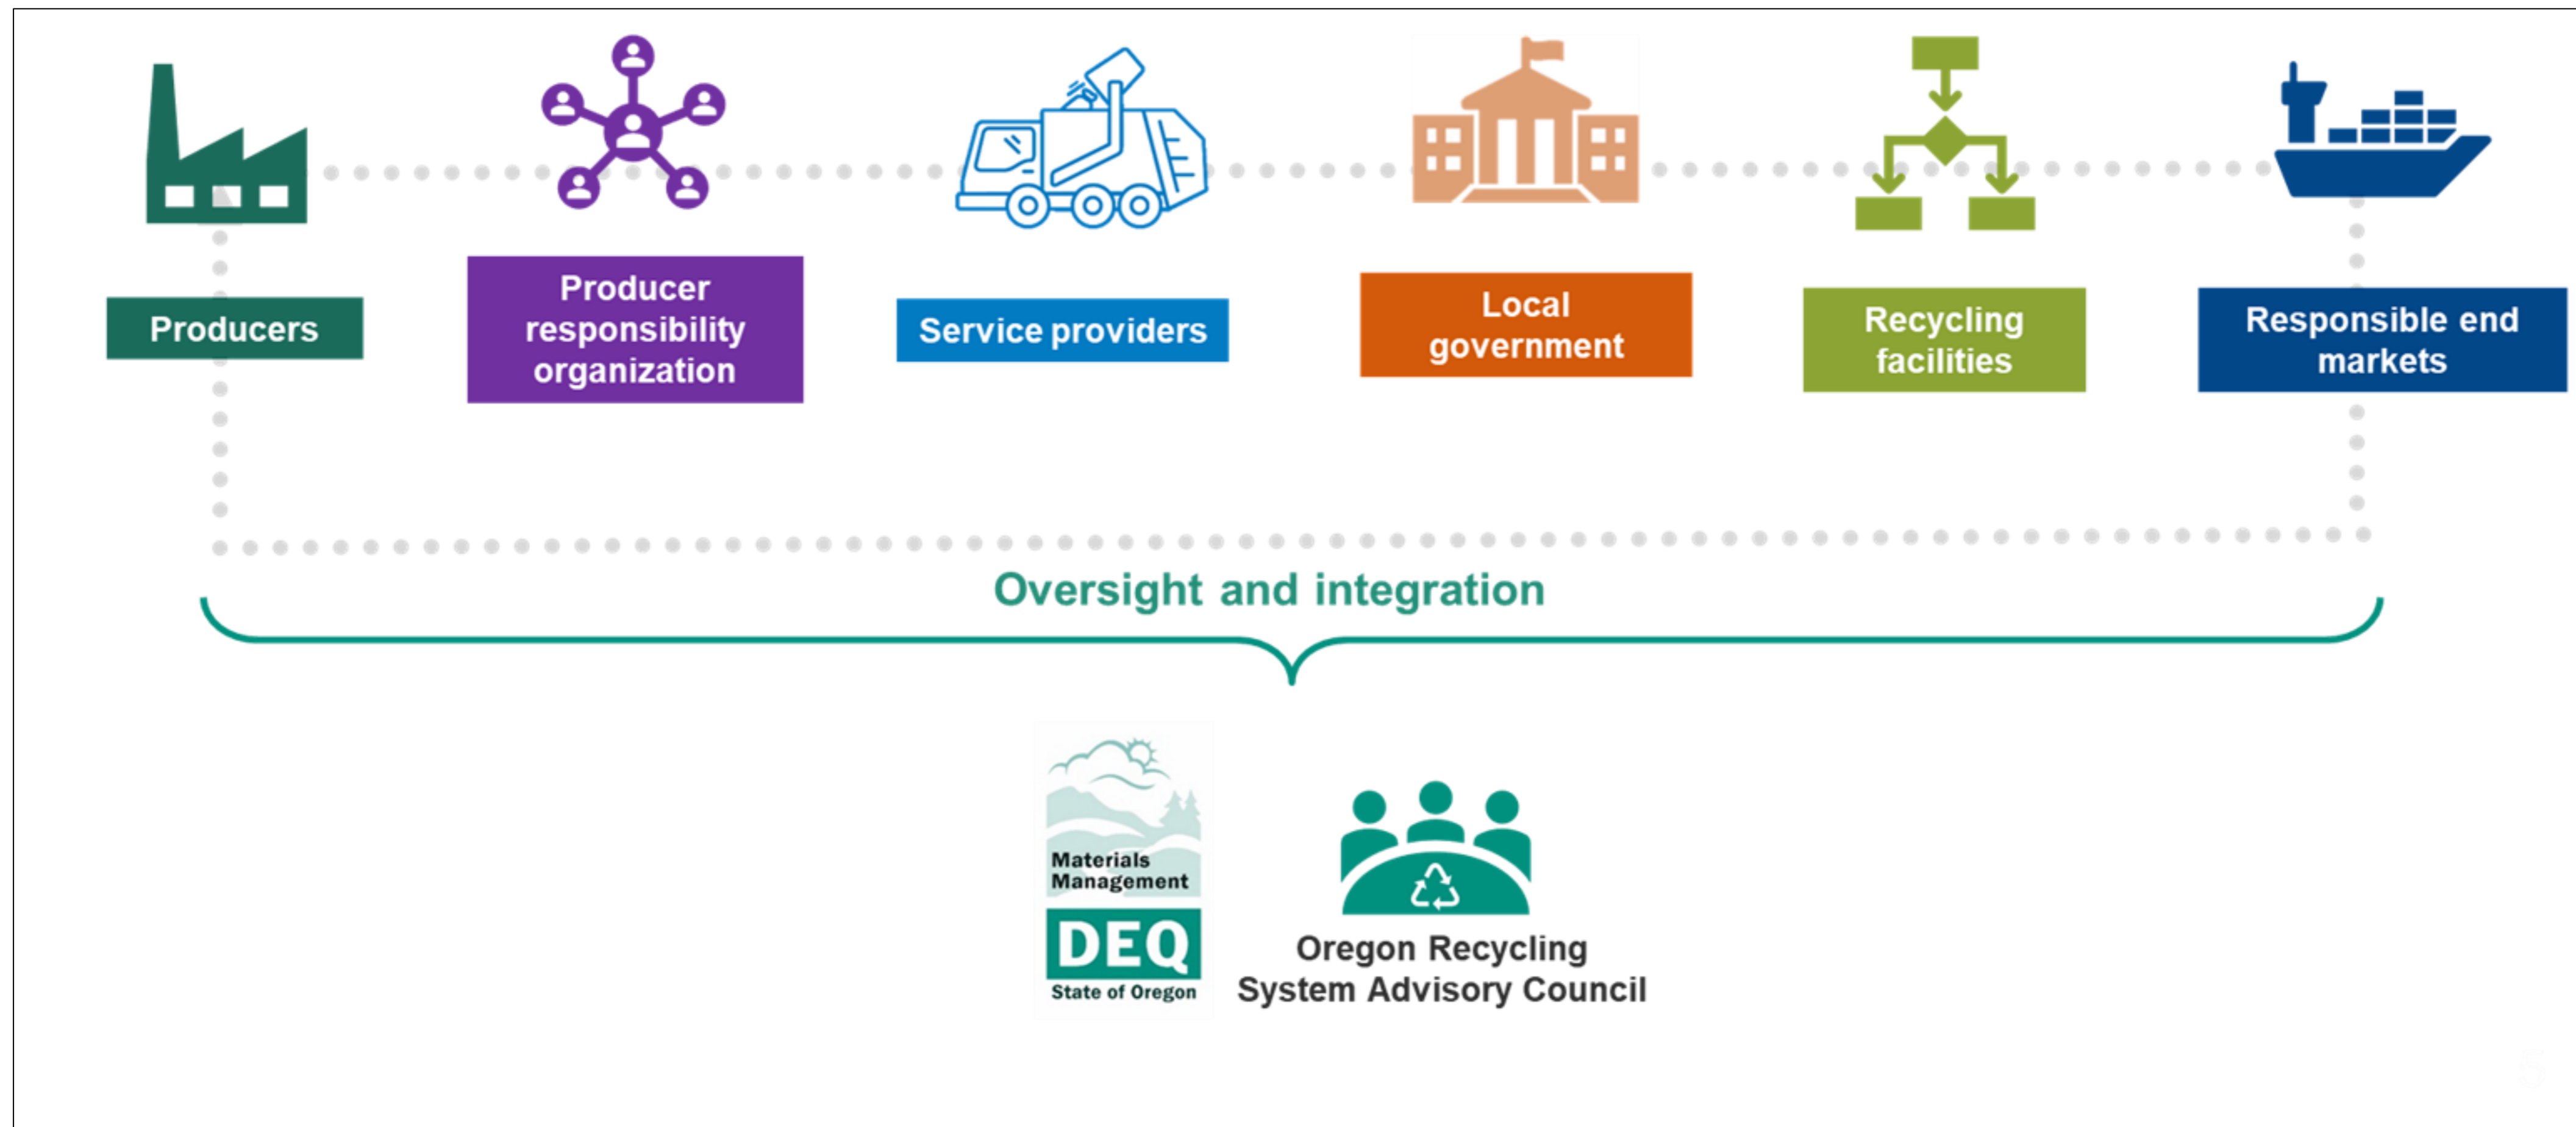 Producers
Producer
responsibility
organization
Service providers
Local
government
Recycling
facilities
Responsible end
markets
Oversight and integration
Materials
Management
DEQ
State of Oregon
Oregon Recycling
System Advisory Council